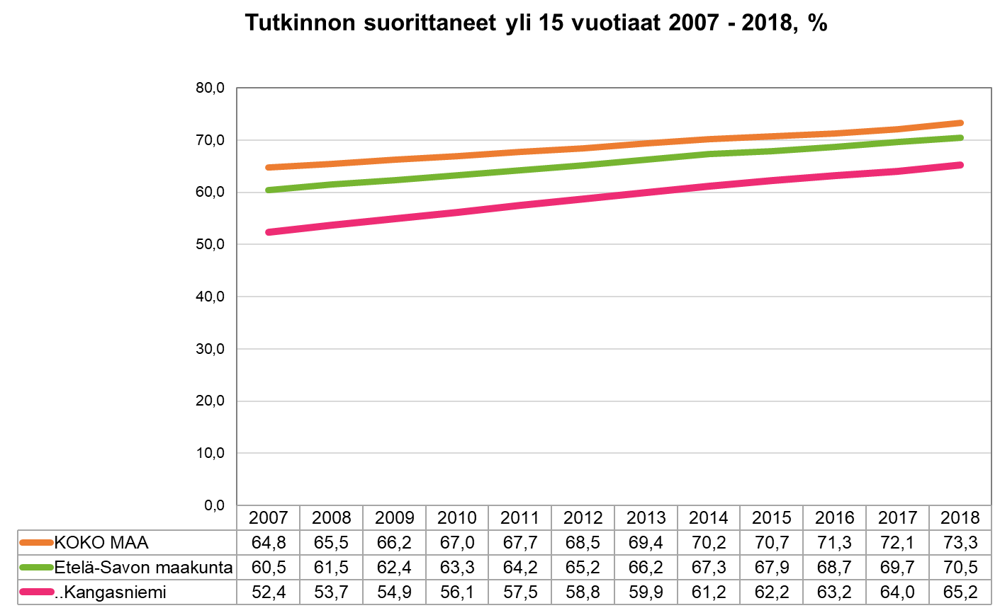 Tutkinnon suorittaneet yli 15 vuotiaat 2007 - 2018, %
80,0
70,0
60,0
50,0
40,0
30,0
20,0
10,0
0,0
2007 2008 2009 2010 2011 2012 2013 2014 2015 2016 2017 2018
KOKO MAA 64,8 65,5 66,2 67,0 67,7 68,5 69,4 70,2 70,7 71,3 72,1 73,3
Etelä-Savon maakunta 60,5 61,5 62,4 63,3 64,2 65,2 66,2 67,3 67,9 68,7 69,7 70,5
..Kangasniemi 52,4 53,7 54,9 56,1 57,5 58,8 59,9 61,2 62,2 63,2 64,0 65,2